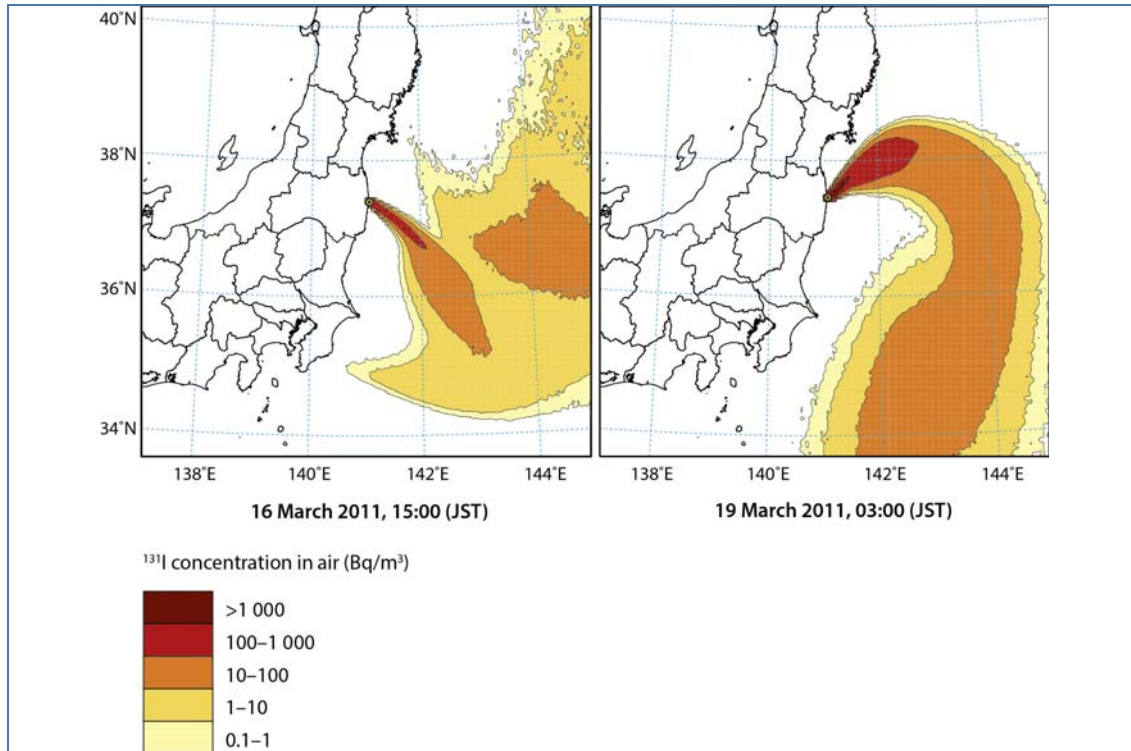 40°N
38°N
36°N
34°N
138°E 140°E 142°E 144°E 138°E 140°E 142°E 144°E
16 March 2011, 15:00 (JST) 19 March 2011, 03:00 (JST)
¹³¹I concentration in air (Bq/m³)
>1 000
100–1 000
10–100
1–10
0.1–1